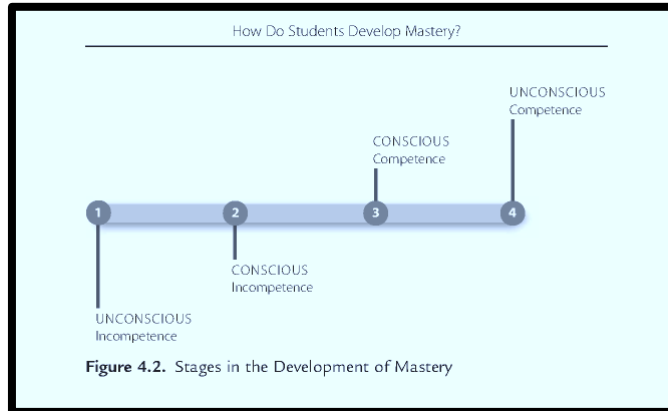 How Do Students Develop Mastery?
UNCONSCIOUS
Competence
CONSCIOUS
Competence
1
2
3
4
CONSCIOUS
Incompetence
UNCONSCIOUS
Incompetence
Figure 4.2. Stages in the Development of Mastery